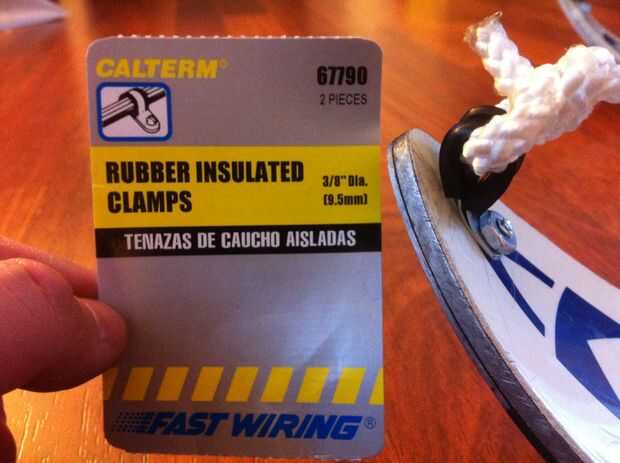 CALTERM®
67790
2 PIECES
RUBBER INSULATED
CLAMPS
3/8" Dia.
(9.5mm)
TENAZAS DE CAUCHO AISLADAS
FAST WIRING®